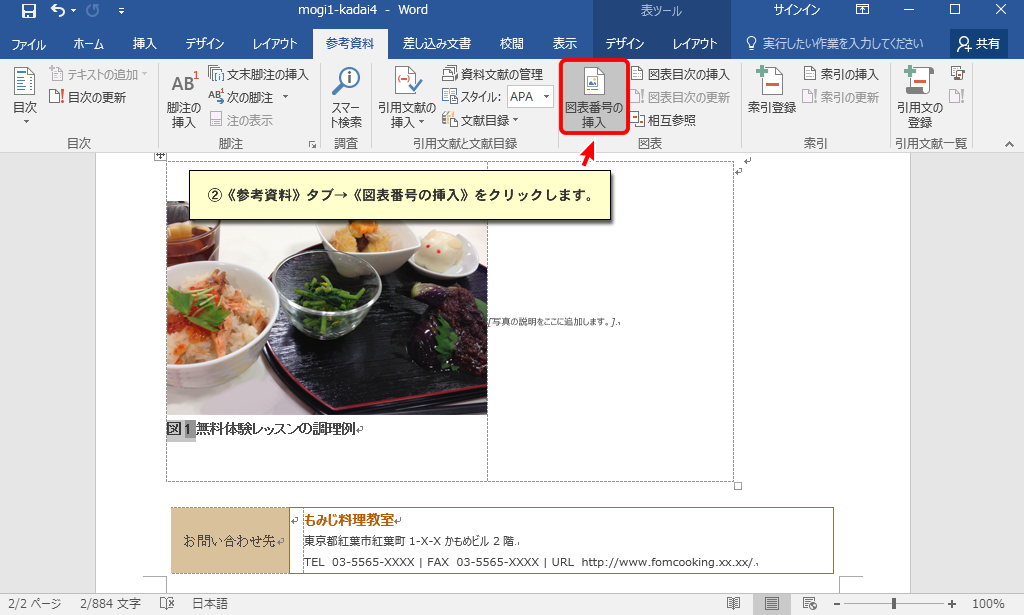 mogi1-kadai4 - Word
表ツール
サインイン
ファイル ホーム 挿入 デザイン レイアウト 参考資料 差し込み文書 校閲 表示 デザイン レイアウト 実行したい作業を入力してください 共有
目次
テキストの追加
目次の更新
目次
AB1
脚注の
挿入
文末脚注の挿入
次の脚注
注の表示
脚注
スマー
ト検索
調査
引用文献の
挿入
資料文献の管理
スタイル: APA
文献目録
引用文献と文献目録
図表番号の
挿入
図表目次の挿入
図表目次の更新
相互参照
図表
索引登録
索引の挿入
索引の更新
索引
引用文の
登録
引用文献一覧
②《参考資料》タブ→《図表番号の挿入》をクリックします。
[写真の説明をここに追加します。]
図 1 無料体験レッスンの調理例
お問い合わせ先
もみじ料理教室
東京都紅葉市紅葉町 1-X-X かもめビル 2 階
TEL 03-5565-XXXX | FAX 03-5565-XXXX | URL http://www.fomcooking.xx.xx/
2/2 ページ 2/884 文字 日本語 100%